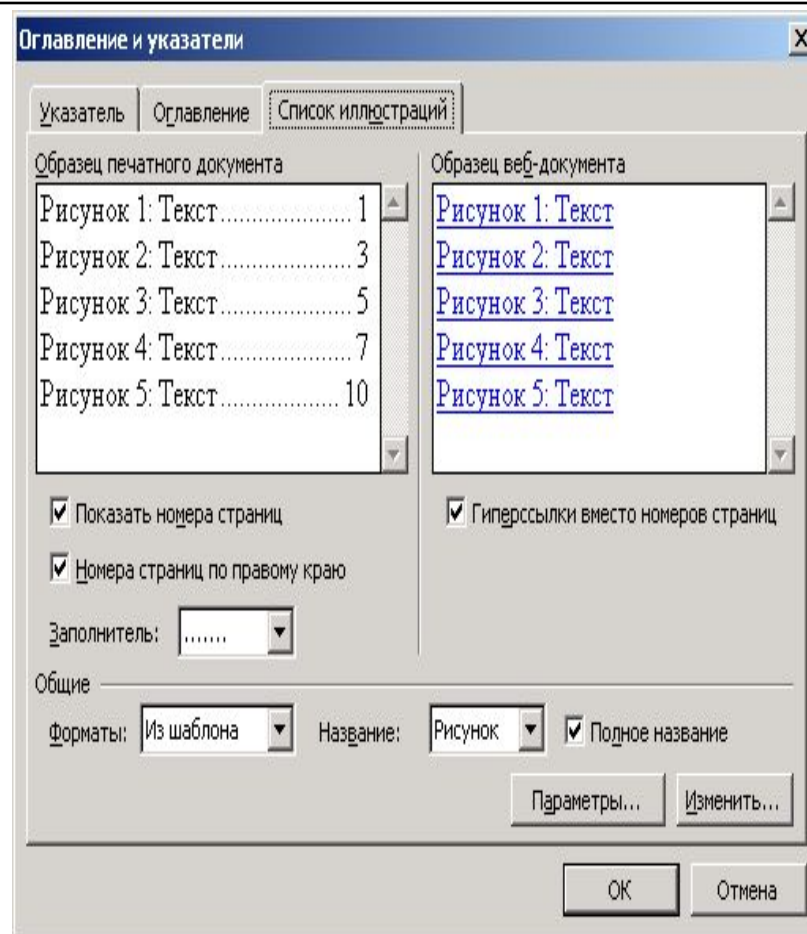 Оглавление и указатели
Указатель
Оглавление
Список иллюстраций
Образец печатного документа
Рисунок 1: Текст.................... 1
Рисунок 2: Текст.................... 3
Рисунок 3: Текст.................... 5
Рисунок 4: Текст.................... 7
Рисунок 5: Текст.................. 10
Образец веб-документа
Рисунок 1: Текст
Рисунок 2: Текст
Рисунок 3: Текст
Рисунок 4: Текст
Рисунок 5: Текст
Показать номера страниц
Номера страниц по правому краю
Заполнитель: .......
Гиперссылки вместо номеров страниц
Общие
Форматы: Из шаблона Название: Рисунок Полное название
Параметры... Изменить...
ОК Отмена